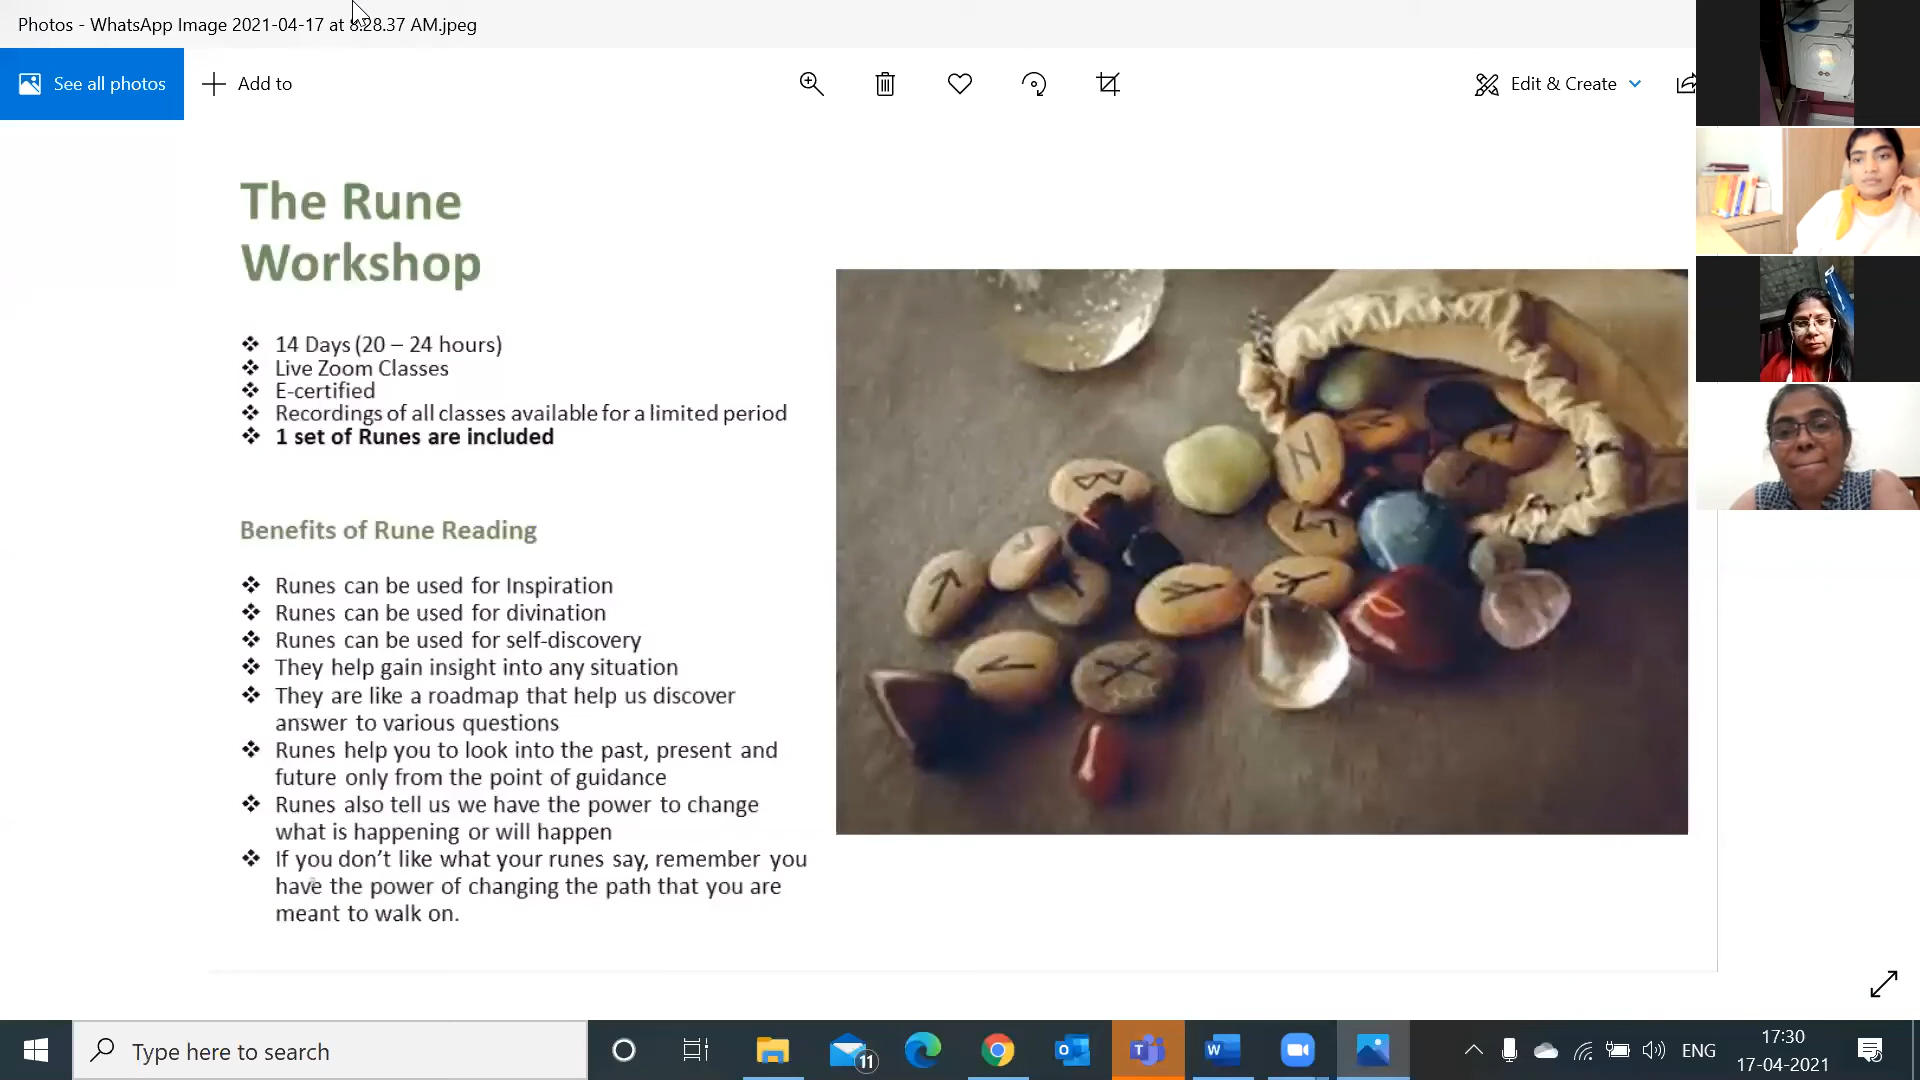 Photos - WhatsApp Image 2021-04-17 at 8.28.37 AM.jpeg
See all photos
Add to
Edit & Create
The Rune
Workshop
❖ 14 Days (20 – 24 hours)
❖ Live Zoom Classes
❖ E-certified
❖ Recordings of all classes available for a limited period
❖ 1 set of Runes are included
Benefits of Rune Reading
❖ Runes can be used for Inspiration
❖ Runes can be used for divination
❖ Runes can be used for self-discovery
❖ They help gain insight into any situation
❖ They are like a roadmap that help us discover
answer to various questions
❖ Runes help you to look into the past, present and
future only from the point of guidance
❖ Runes also tell us we have the power to change
what is happening or will happen
❖ If you don't like what your runes say, remember you
have the power of changing the path that you are
meant to walk on.
Type here to search
11
ENG
17:30
17-04-2021